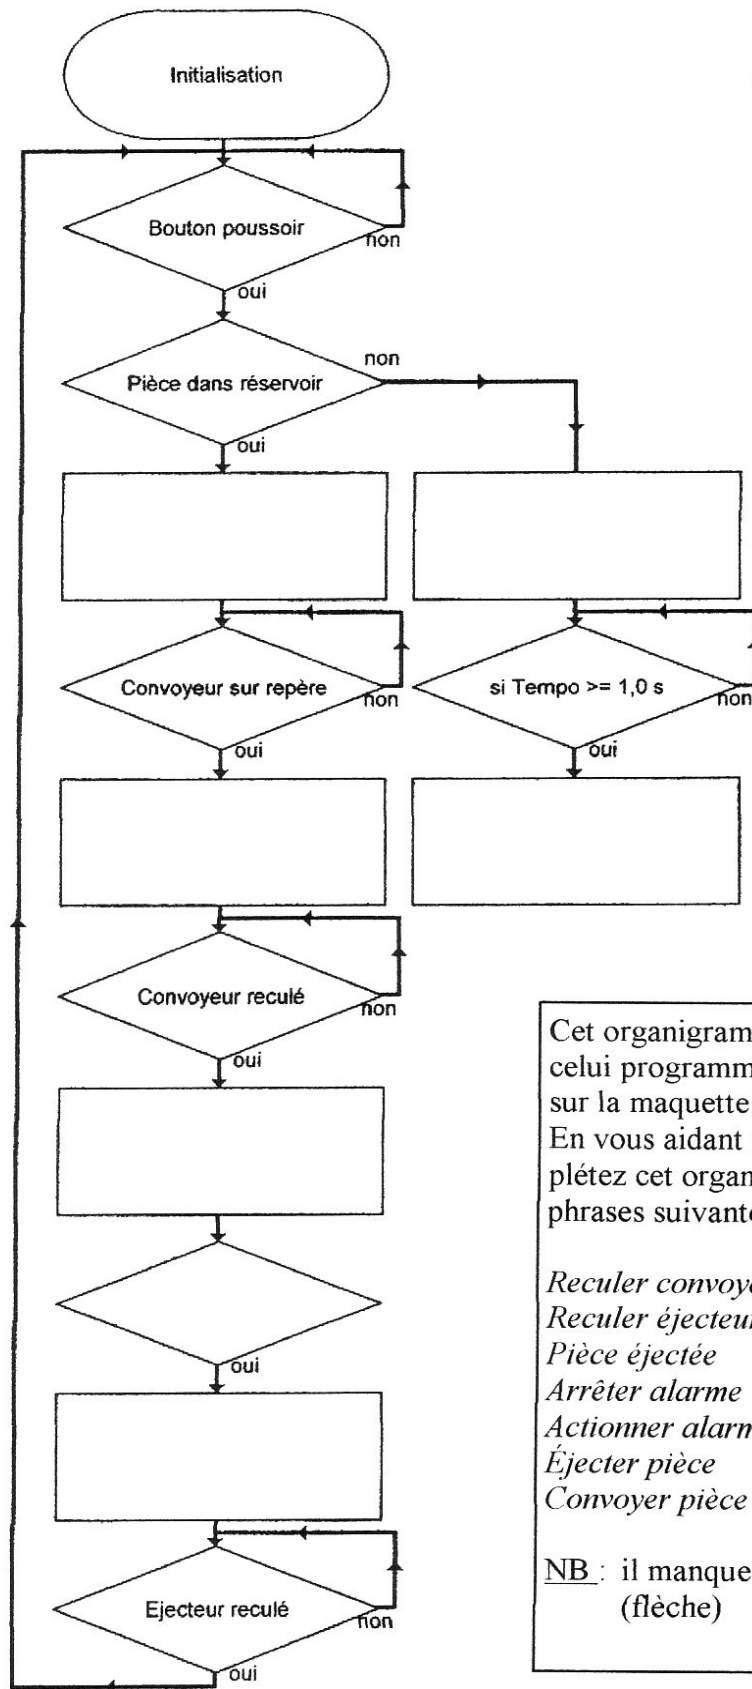 Initialisation
Bouton poussoir
non
oui
Pièce dans réservoir
non
oui
Convoyeur sur repère
non
oui
si Tempo >= 1,0 s
non
oui
Convoyeur reculé
non
oui
oui
Ejecteur reculé
non
oui
Cet organigram
celui programm
sur la maquette
En vous aidant
plétez cet organ
phrases suivant
Reculer convoy
Reculer éjecteur
Pièce éjectée
Arrêter alarme
Actionner alarm
Éjecter pièce
Convoyer pièce
NB : il manque
(flèche)